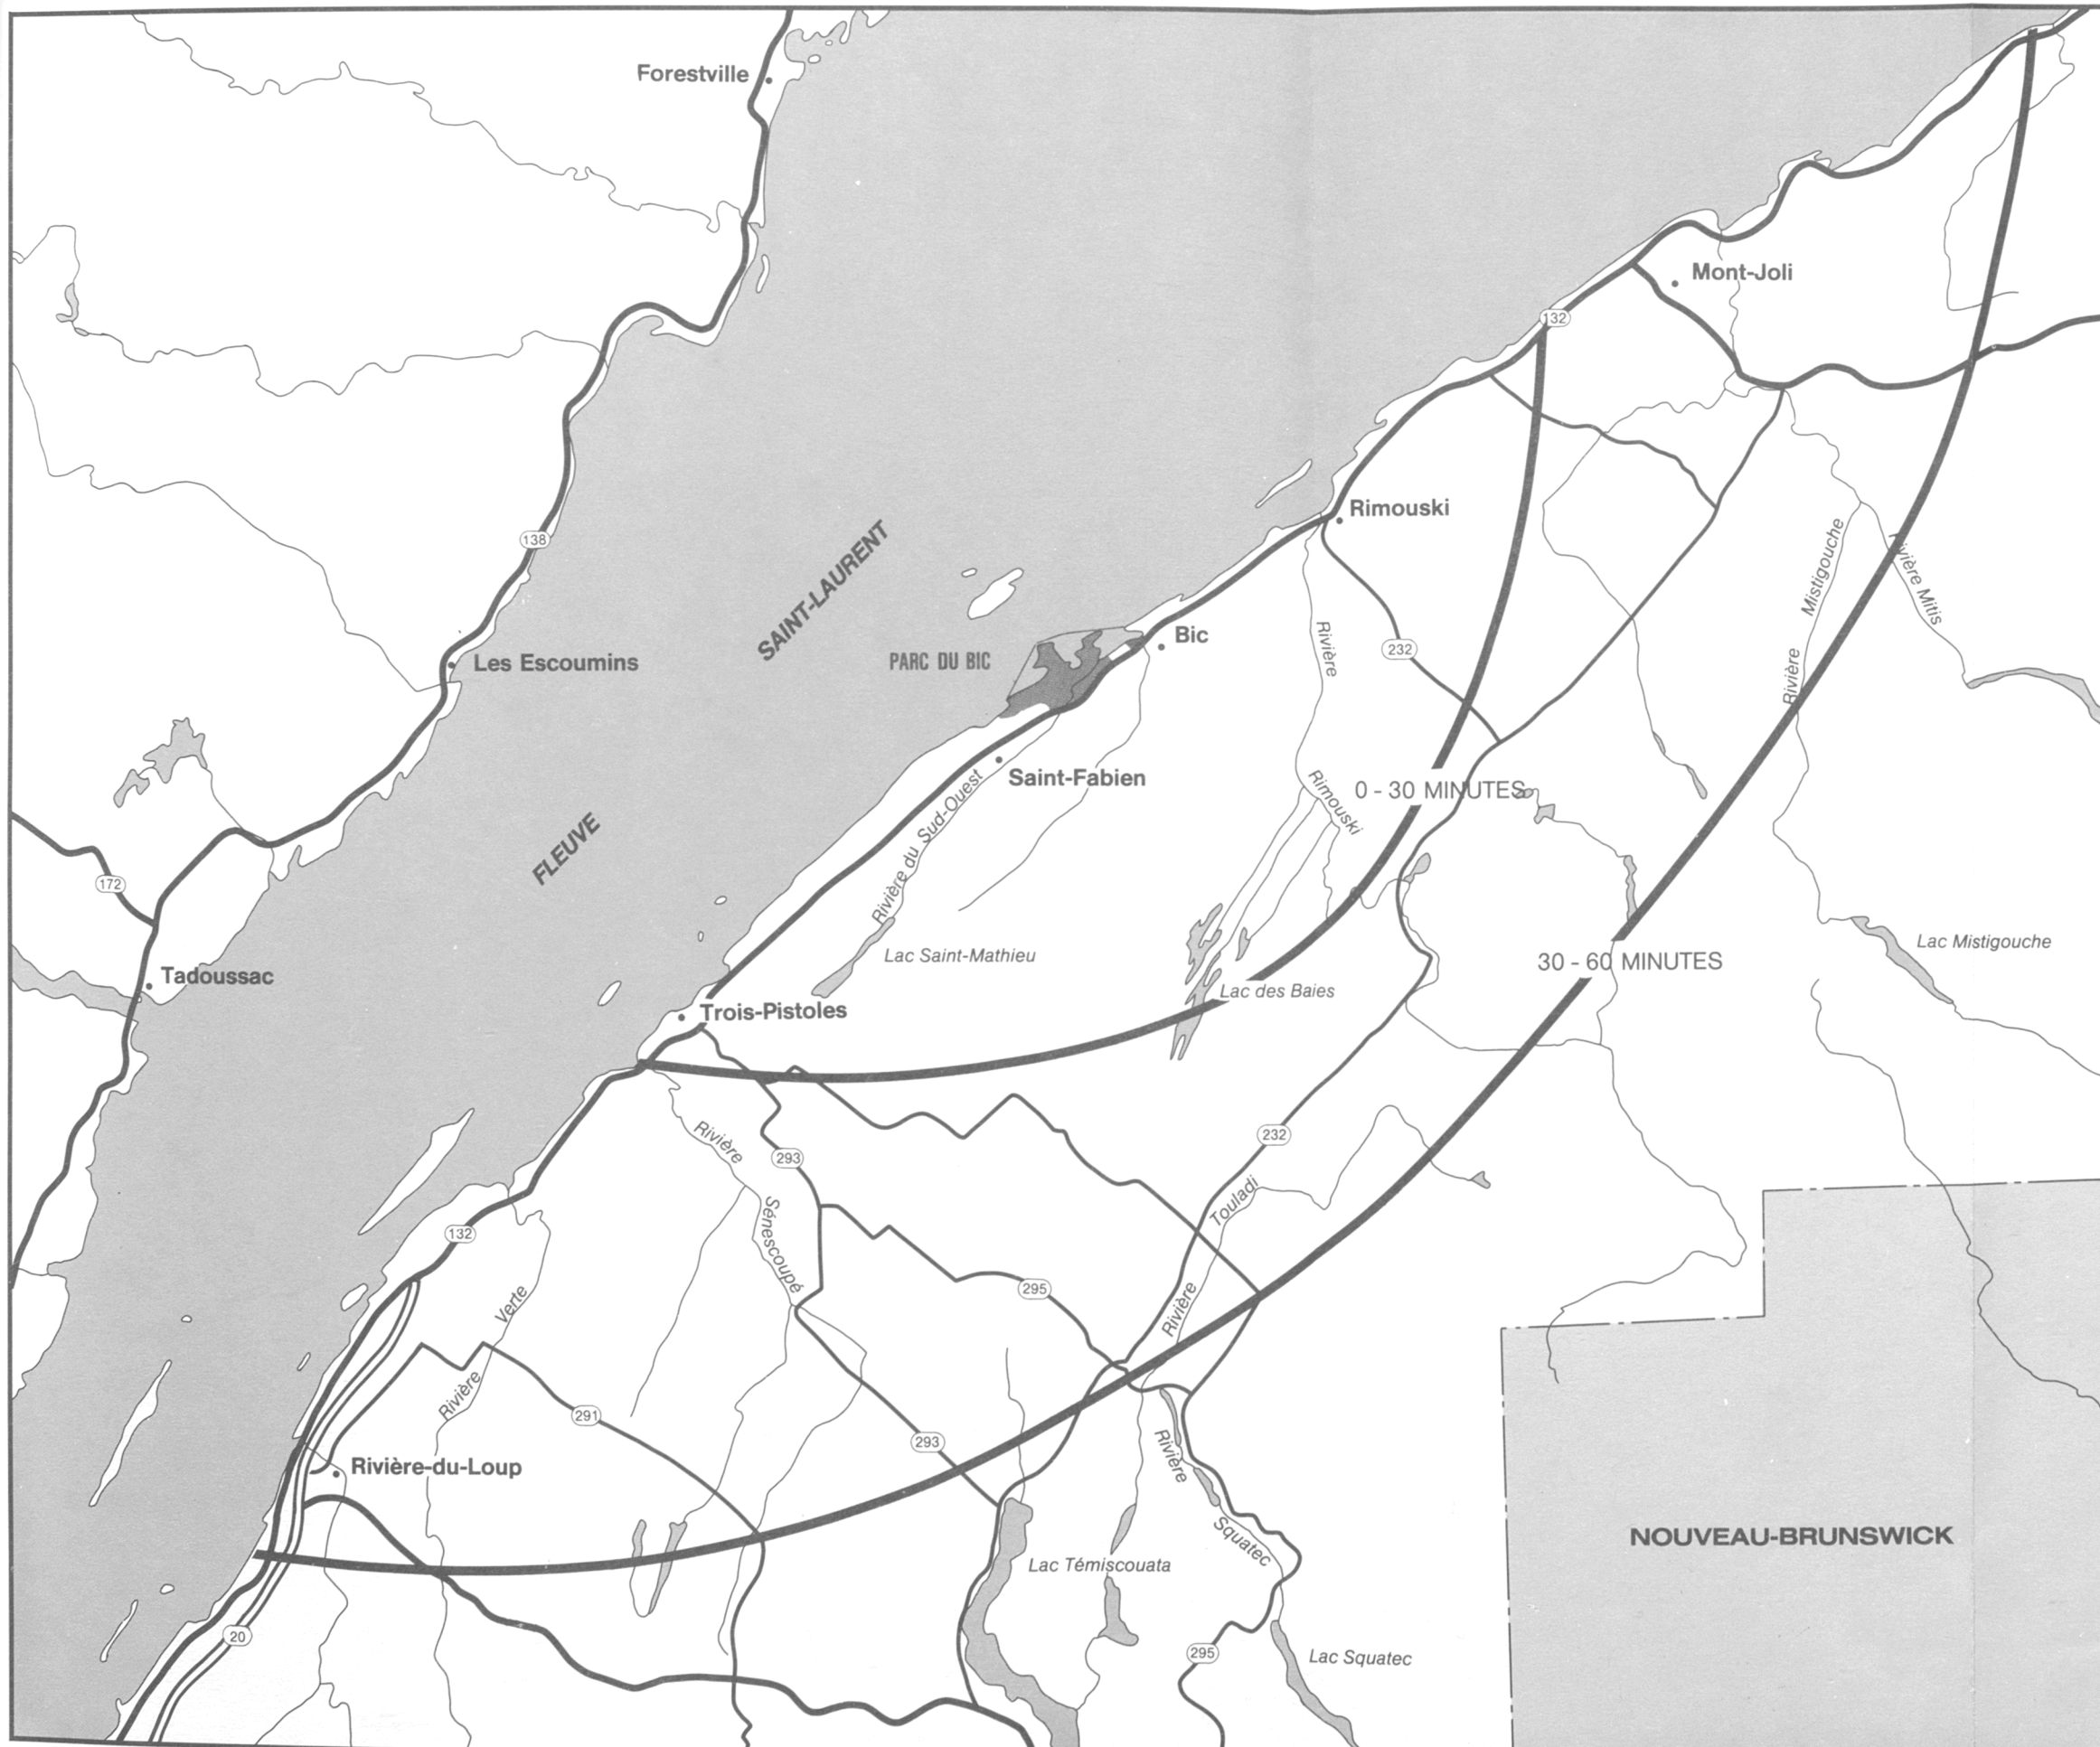 Forestville
Mont-Joli
132
Rimouski
138
SAINT-LAURENT
Rivière Mitis
Rivière Mistigouche
Bic
232
Rivière Rimouski
PARC DU BIC
Les Escoumins
Saint-Fabien
0 - 30 MINUTES
Rivière du Sud-Ouest
FLEUVE
172
Lac Mistigouche
Lac Saint-Mathieu
30 - 60 MINUTES
Tadoussac
Lac des Baies
Trois-Pistoles
232
Rivière Sénescoupé
293
Rivière Touladi
132
295
Rivière Verte
291
293
Rivière-du-Loup
Rivière Squatec
NOUVEAU-BRUNSWICK
Lac Témiscouata
20
295
Lac Squatec